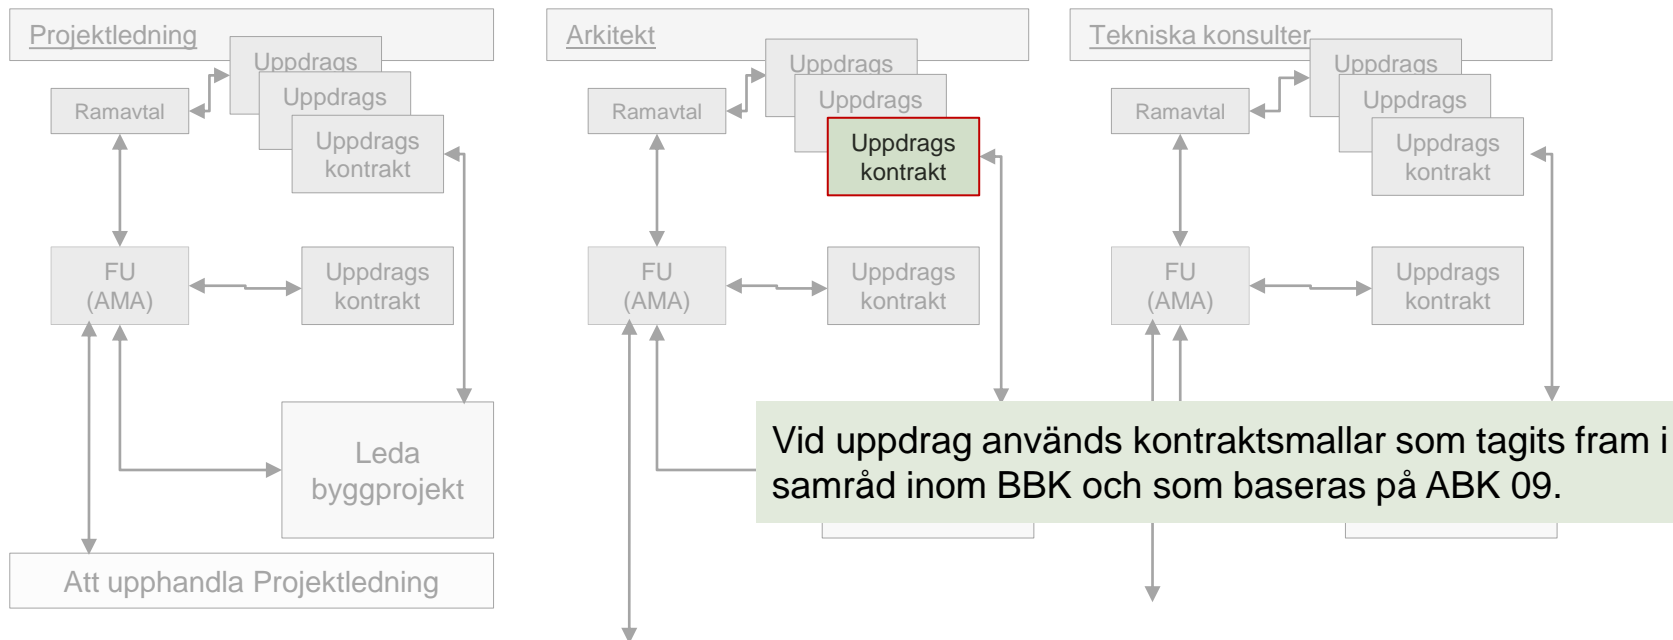 Projektledning
Uppdrags
Uppdrags
Ramavtal
Uppdrags
kontrakt
FU
(AMA)
Uppdrags
kontrakt
Leda
byggprojekt
Att upphandla Projektledning
Arkitekt
Uppdrags
Uppdrags
Ramavtal
Uppdrags
kontrakt
FU
(AMA)
Uppdrags
kontrakt
Tekniska konsulter
Uppdrags
Uppdrags
Ramavtal
Uppdrags
kontrakt
FU
(AMA)
Uppdrags
kontrakt
Vid uppdrag används kontraktsmallar som tagits fram i
samråd inom BBK och som baseras på ABK 09.